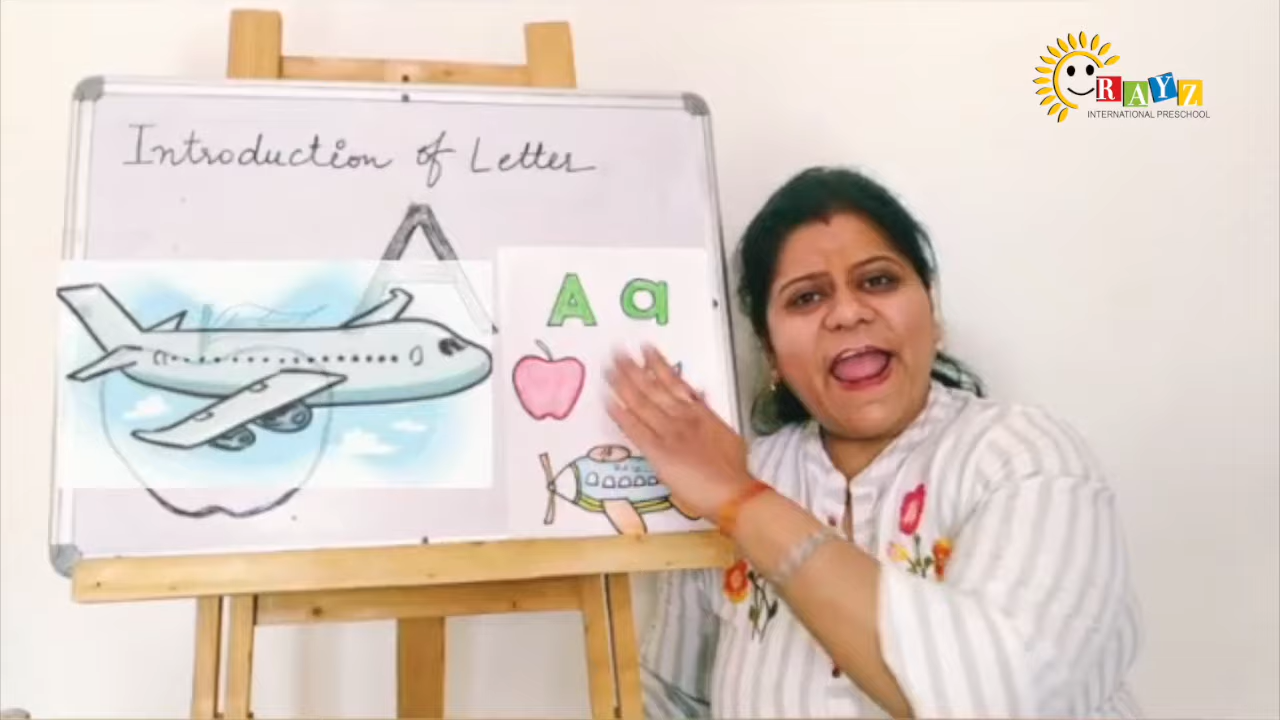 RAYZ
INTERNATIONAL PRESCHOOL
Introduction of Letter
A
A a